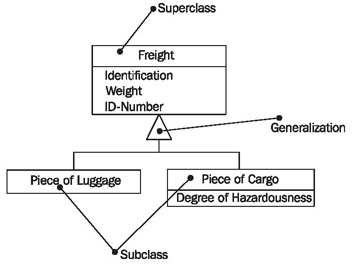 Superclass
Freight
Identification
Weight
ID-Number
Generalization
Piece of Luggage
Piece of Cargo
Degree of Hazardousness
Subclass